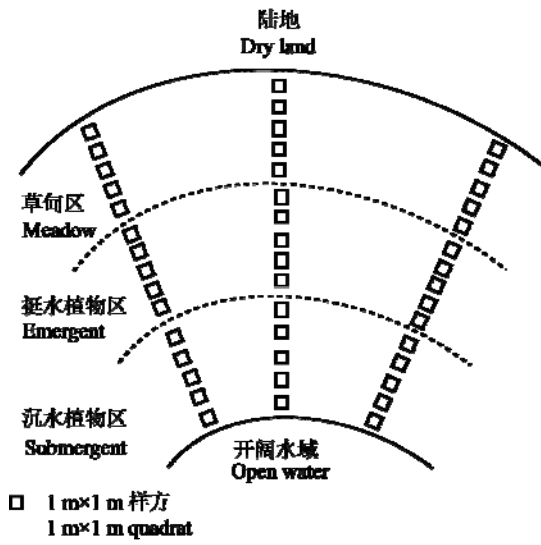 陆地
Dry land
草甸区
Meadow
挺水植物区
Emergent
沉水植物区
Submergent
开阔水域
Open water
1 m×1 m 样方
1 m×1 m quadrat